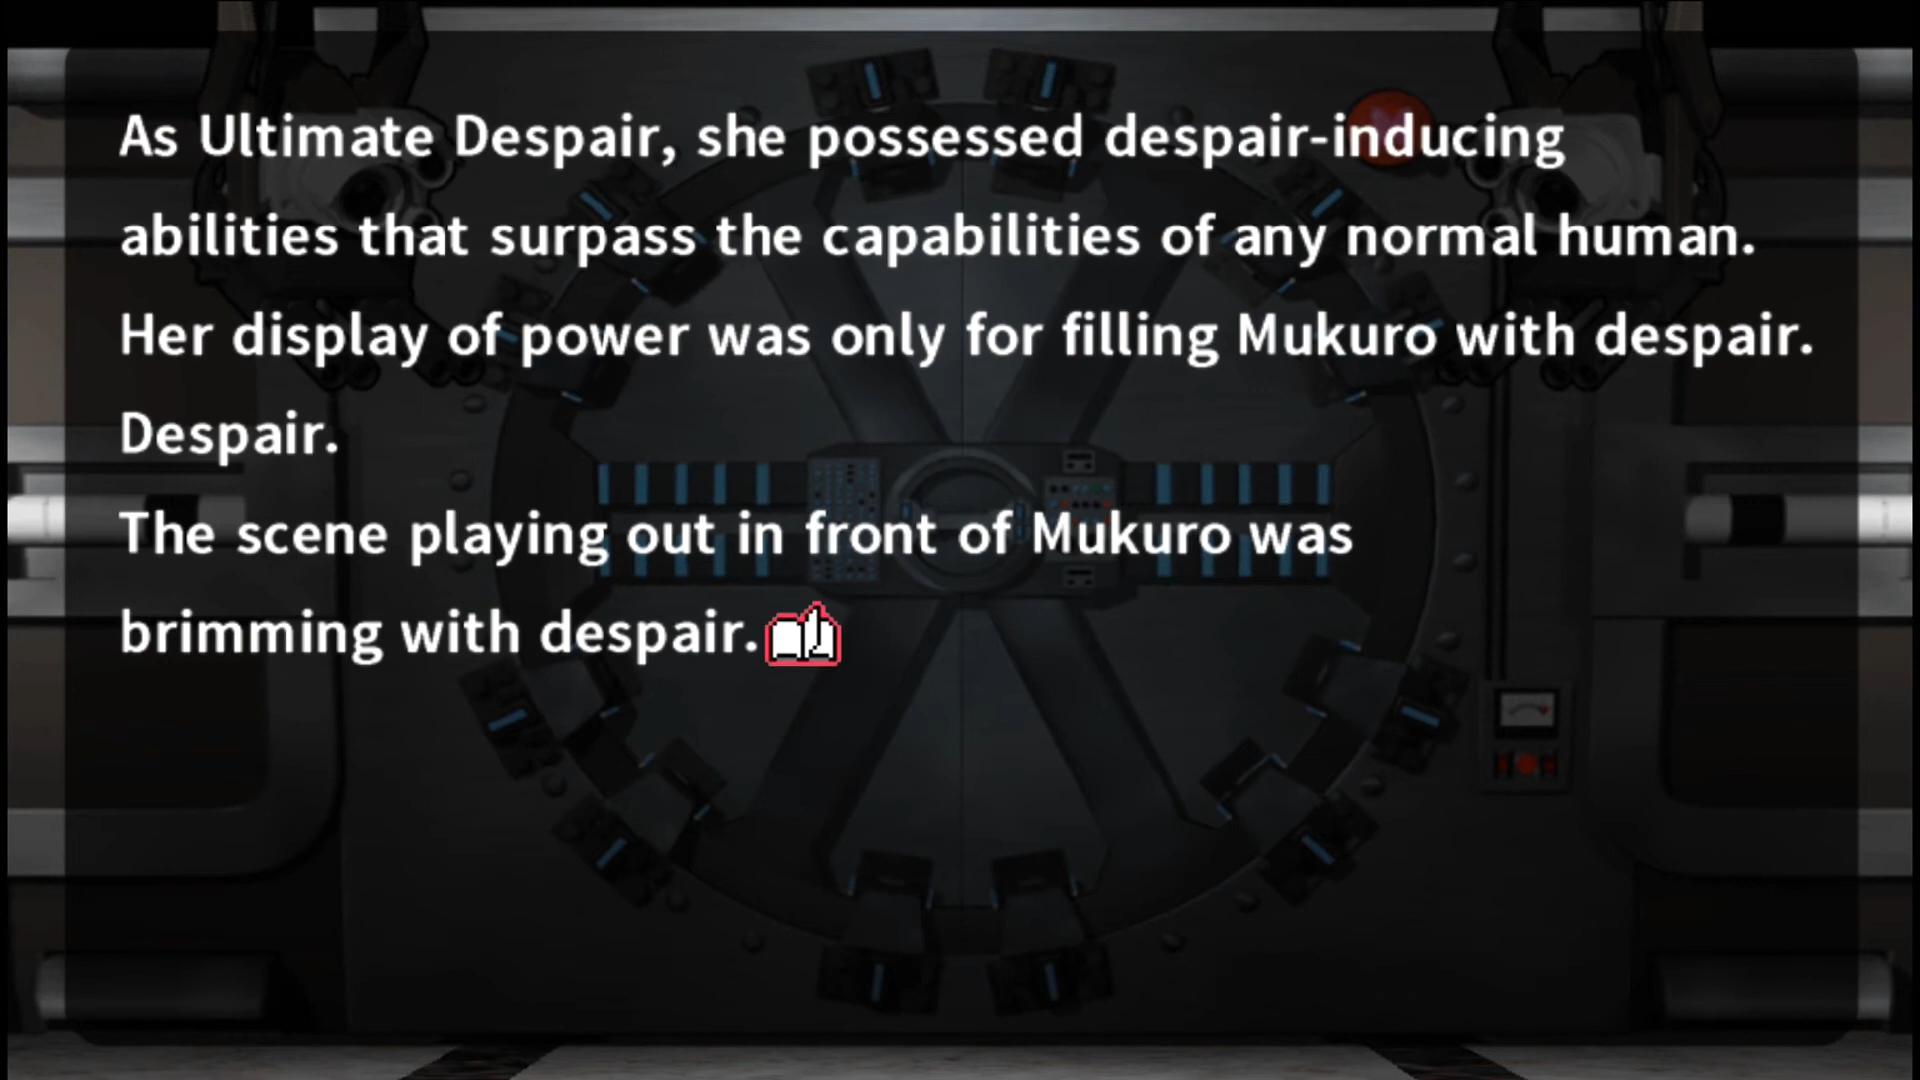 As Ultimate Despair, she possessed despair-inducing
abilities that surpass the capabilities of any normal human.
Her display of power was only for filling Mukuro with despair.
Despair.
The scene playing out in front of Mukuro was
brimming with despair.